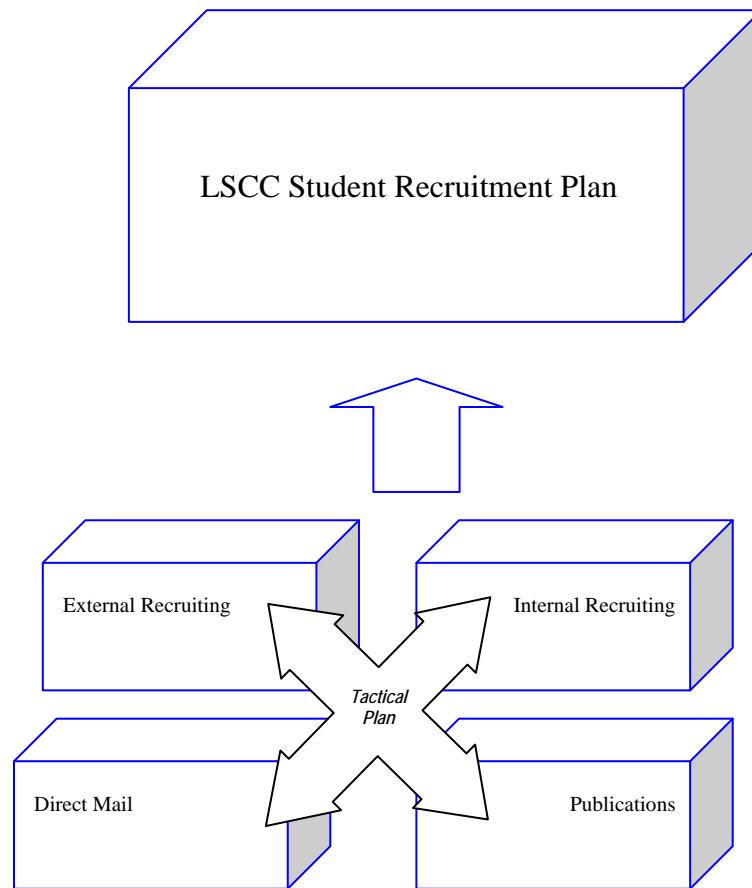 LSCC Student Recruitment Plan
External Recruiting
Internal Recruiting
Tactical
Plan
Direct Mail
Publications